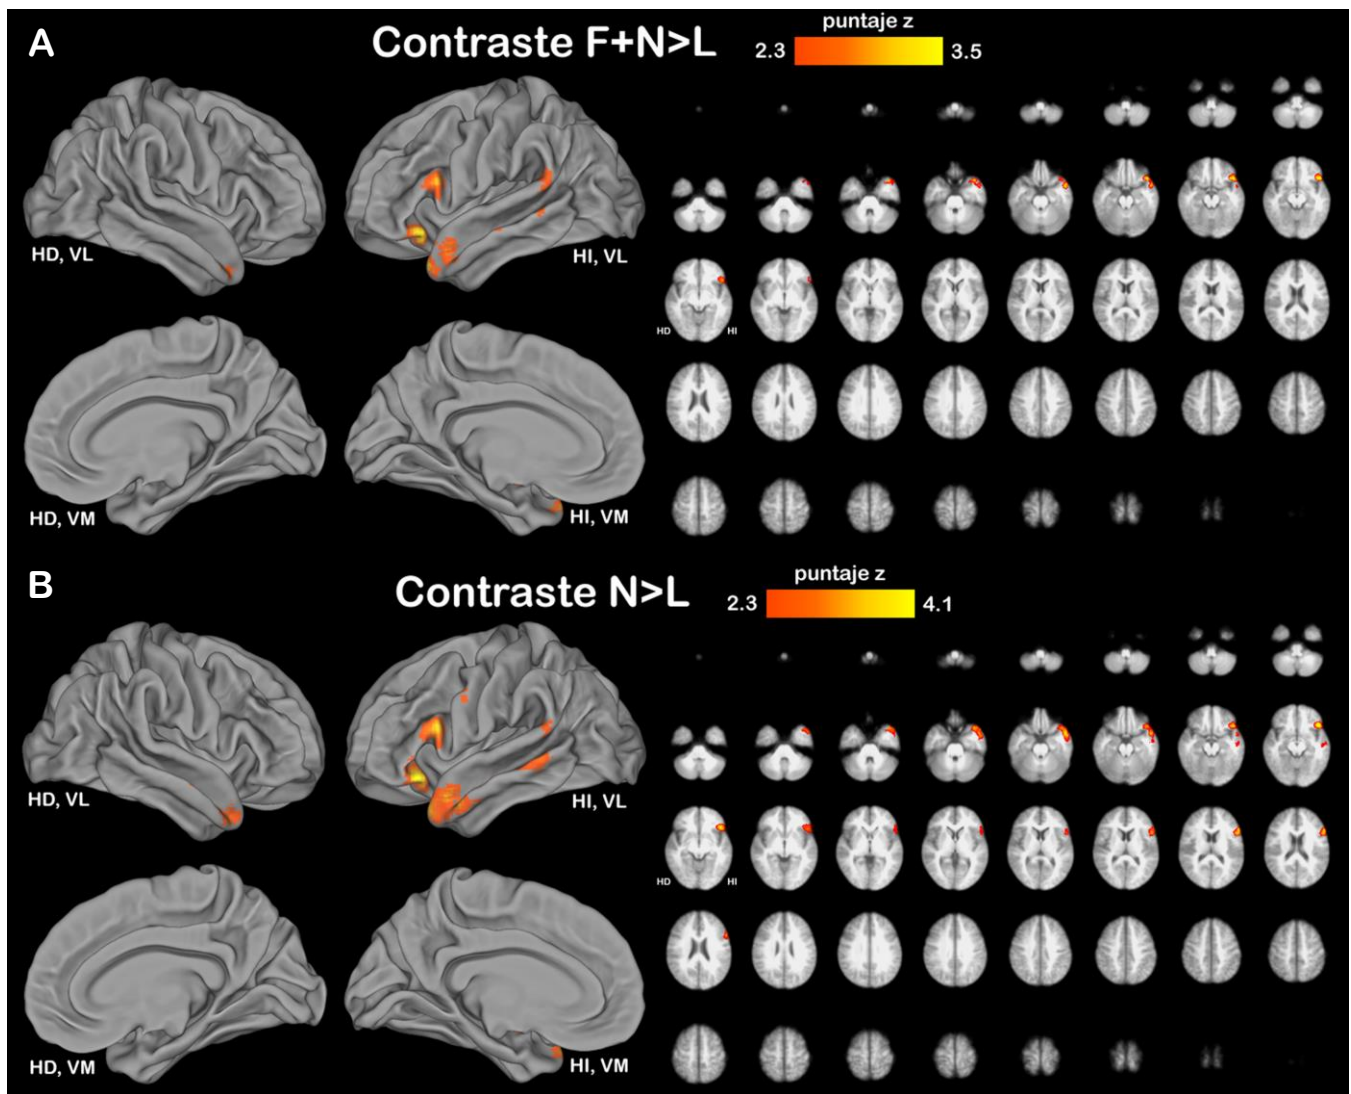 A
Contraste F+N>L
puntaje z
2.3
3.5
HD, VL
HI, VL
HD
HI
HD, VM
HI, VM
B
Contraste N>L
puntaje z
2.3
4.1
HD, VL
HI, VL
HD
HI
HD, VM
HI, VM